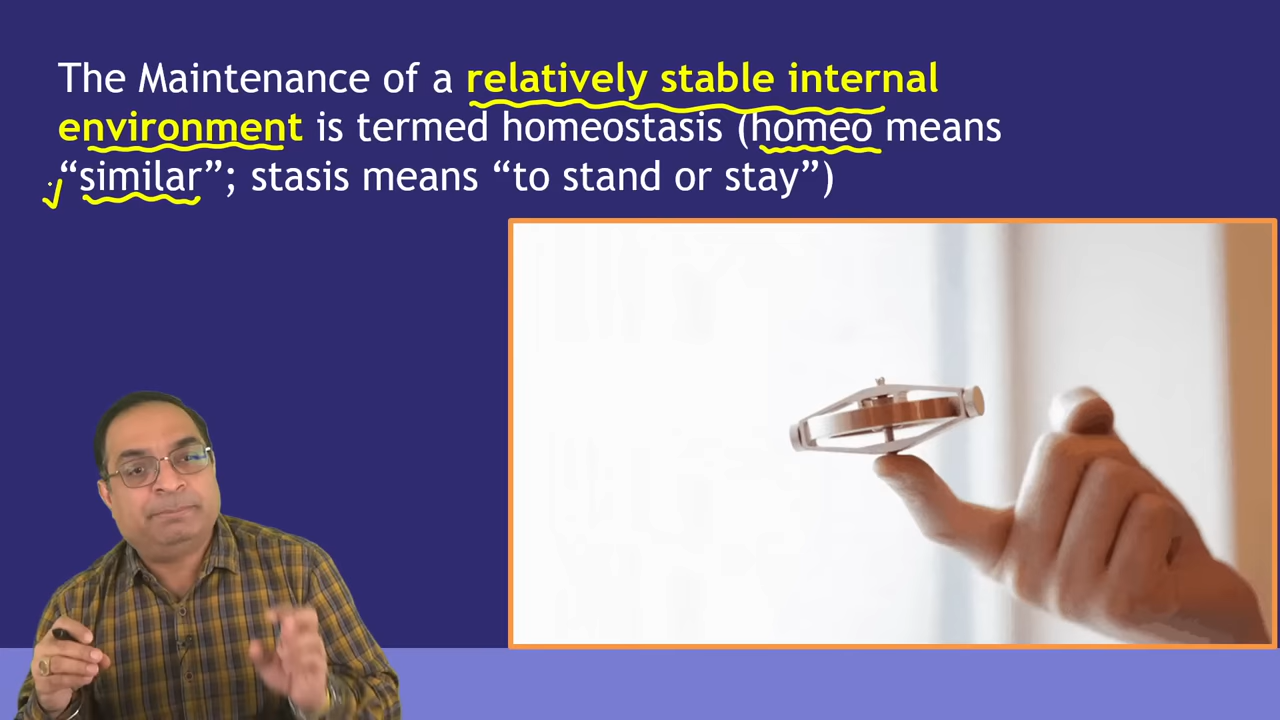 The Maintenance of a relatively stable internal
environment is termed homeostasis (homeo means
“similar”; stasis means “to stand or stay”)